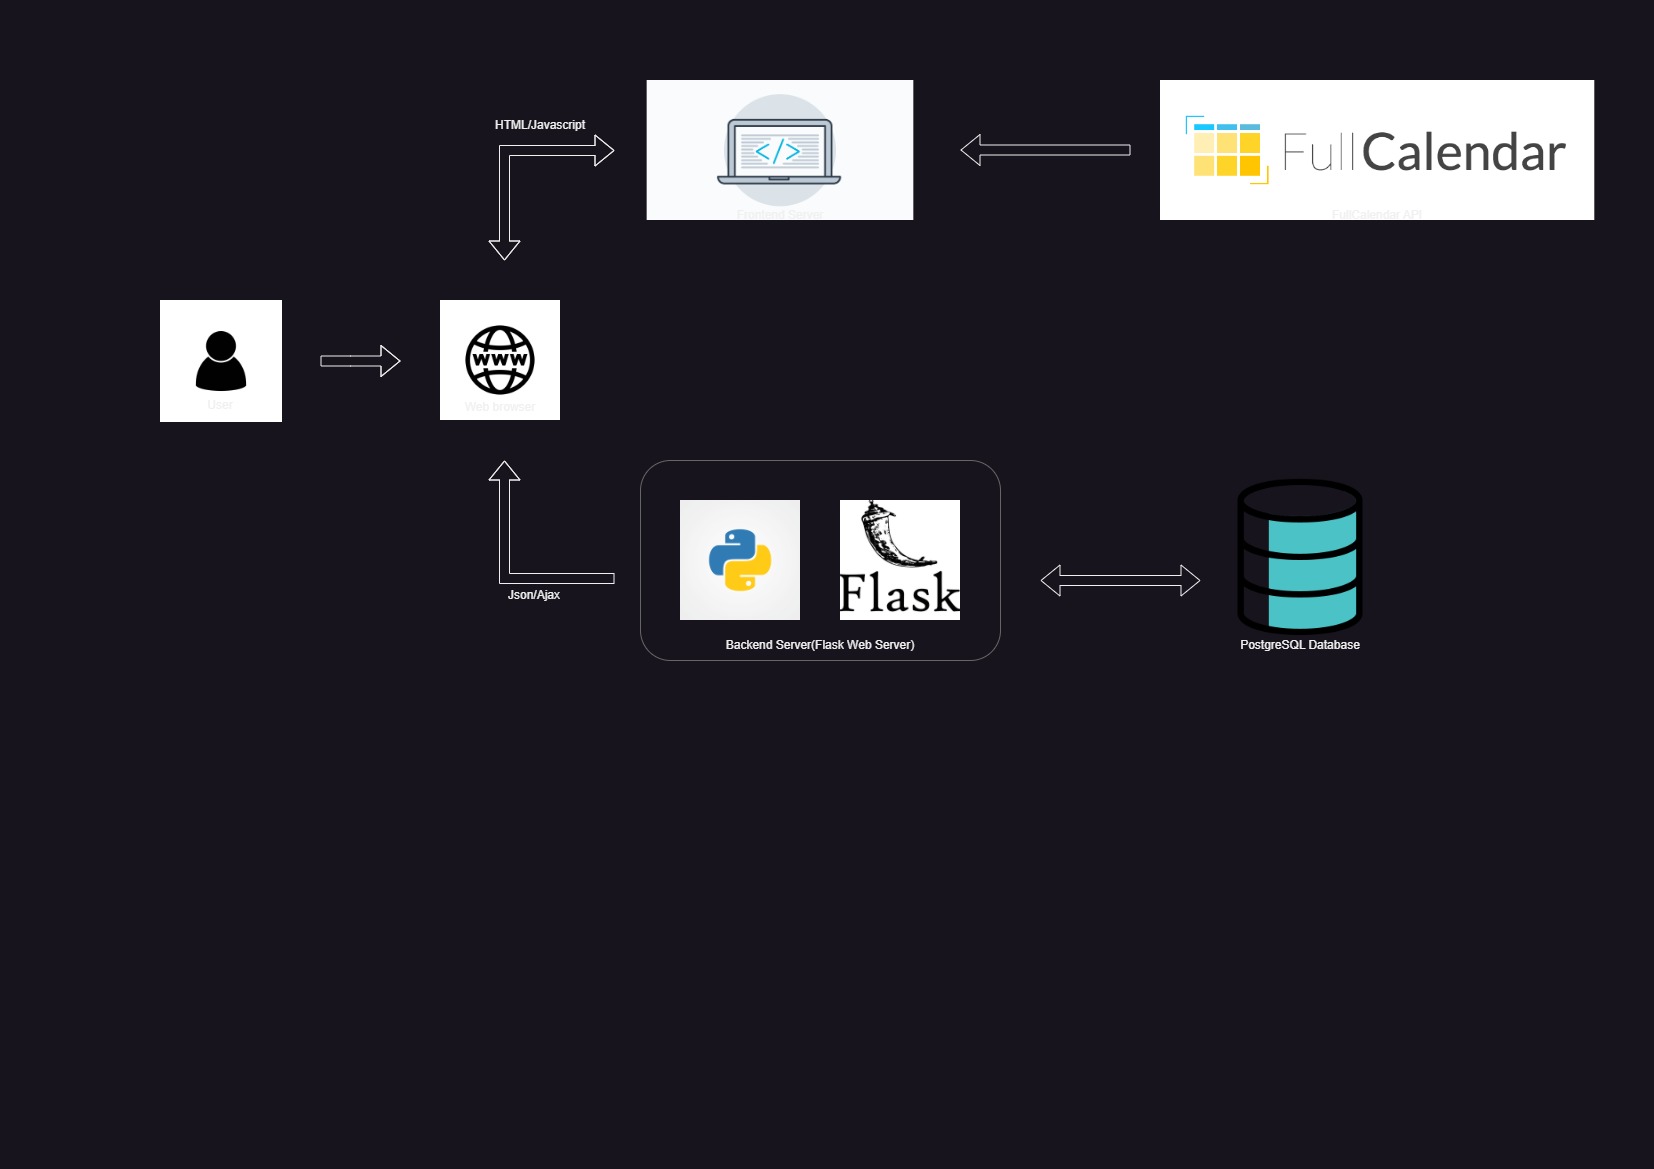 HTML/Javascript
</>
Frontend Server
FullCalendar
FullCalendar API
User
www
Web browser
Json/Ajax
Flask
Backend Server(Flask Web Server)
PostgreSQL Database